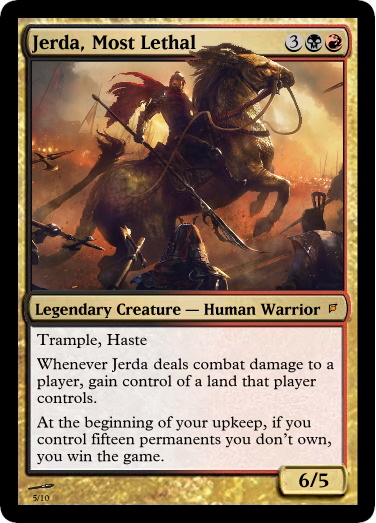 Jerda, Most Lethal 3
Legendary Creature — Human Warrior
Trample, Haste
Whenever Jerda deals combat damage to a
player, gain control of a land that player
controls.
At the beginning of your upkeep, if you
control fifteen permanents you don't own,
you win the game.
6/5
5/10